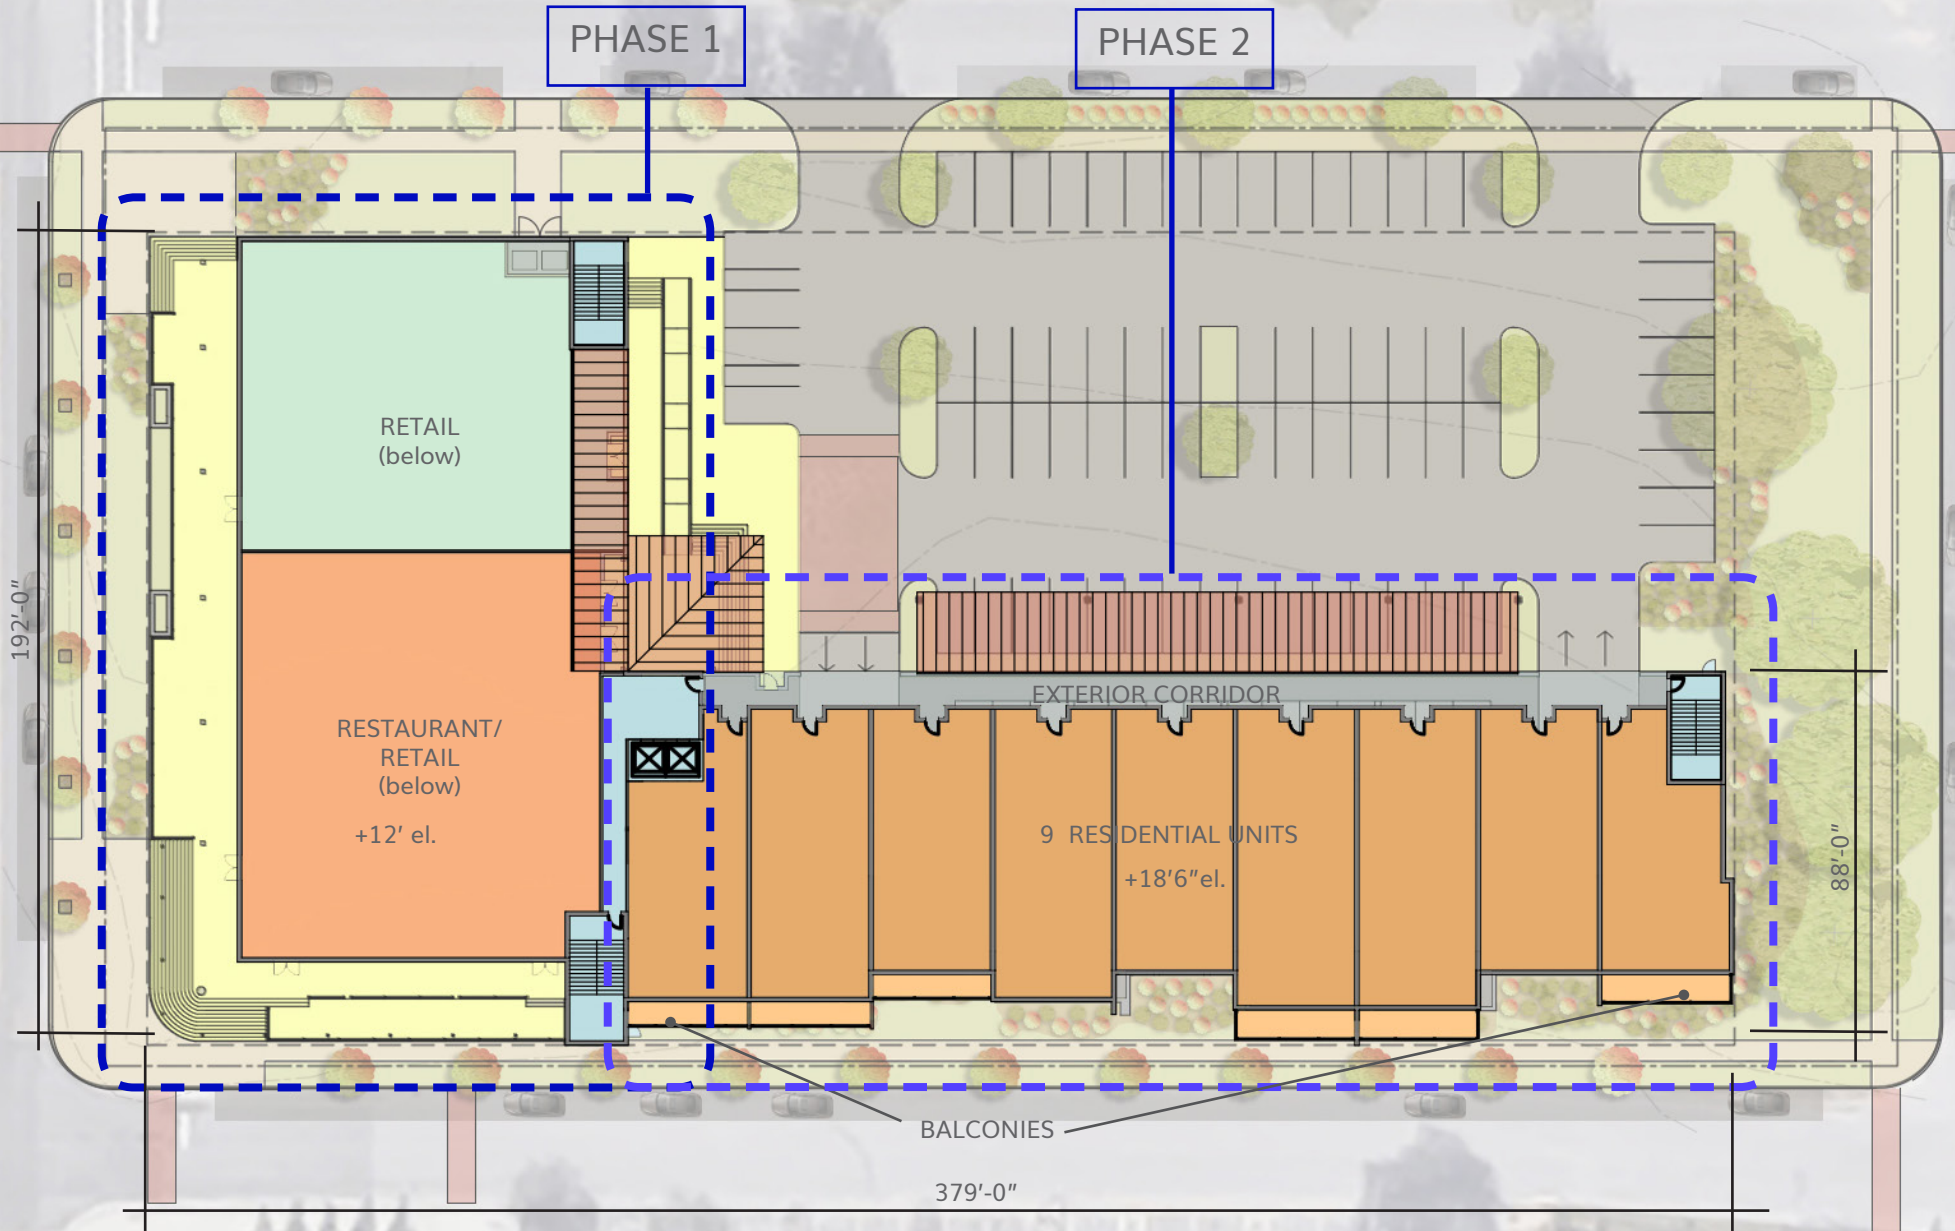 PHASE 1
PHASE 2
RETAIL
(below)
192'-0"
EXTERIOR CORRIDOR
RESTAURANT/
RETAIL
(below)
+12' el.
9 RESIDENTIAL UNITS
+18'6"el.
88'-0"
BALCONIES
379'-0"